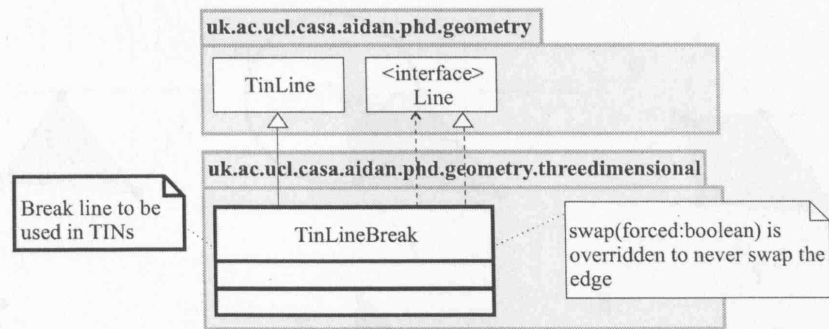 uk.ac.ucl.casa.aidan.phd.geometry
TinLine
<interface>
Line
uk.ac.ucl.casa.aidan.phd.geometry.threedimensional
Break line to be
used in TINs
TinLineBreak
swap(forced:boolean) is
overridden to never swap the
edge